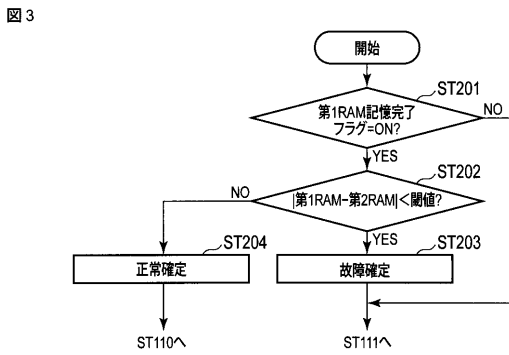 図3
開始
ST201
第1RAM記憶完了
フラグ=ON?
NO
YES
ST202
|第1RAM-第2RAM|<閾値?
NO
YES
ST204
正常確定
ST203
故障確定
ST110へ
ST111へ